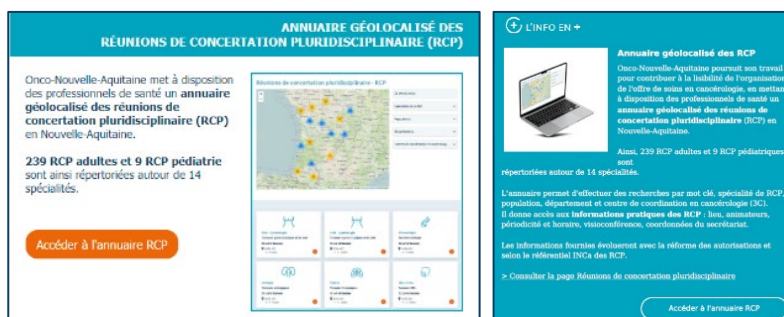 ANNUAIRE GÉOLOCALISÉ DES
RÉUNIONS DE CONCERTATION PLURIDISCIPLINAIRE (RCP)
Onco-Nouvelle-Aquitaine met à disposition
des professionnels de santé un annuaire
géolocalisé des réunions de
concertation pluridisciplinaire (RCP)
en Nouvelle-Aquitaine.
239 RCP adultes et 9 RCP pédiatrie
sont ainsi répertoriées autour de 14
spécialités.
Accéder à l'annuaire RCP
Réunions de concertation pluridisciplinaire - RCP
L'INFO EN +
Annuaire géolocalisé des RCP
Onco-Nouvelle-Aquitaine poursuit son travail
pour contribuer à la lisibilité de l'organisation
de l'offre de soins en cancérologie, en mettant
à disposition des professionnels de santé un
annuaire géolocalisé des réunions de
concertation pluridisciplinaire (RCP) en
Nouvelle-Aquitaine.
Ainsi, 239 RCP adultes et 9 RCP pédiatriques
sont
répertoriées autour de 14 spécialités.
L'annuaire permet d'effectuer des recherches par mot clé, spécialité de RCP,
population, département et centre de coordination en cancérologie (3C).
Il donne accès aux informations pratiques des RCP : lieu, animateurs,
périodicité et horaire, visioconférence, coordonnées du secrétariat.
Les informations fournies évolueront avec la réforme des autorisations et
selon le référentiel INCa des RCP.
> Consulter la page Réunions de concertation pluridisciplinaire
Accéder à l'annuaire RCP